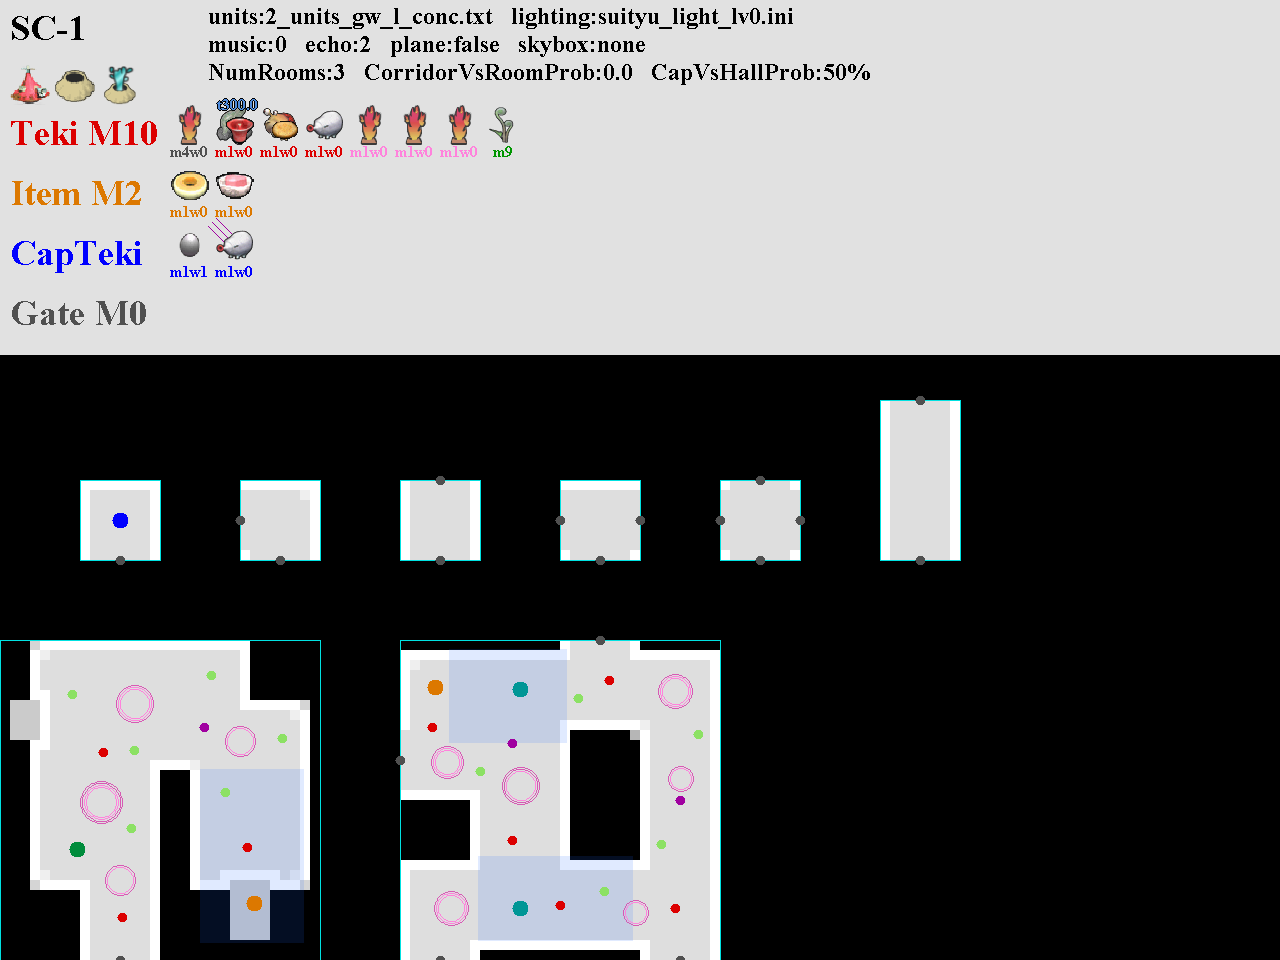 SC-1
units:2_units_gw_l_conc.txt lighting:suityu_light_lv0.ini
music:0 echo:2 plane:false skybox:none
NumRooms:3 CorridorVsRoomProb:0.0 CapVsHallProb:50%
t300.0
Teki M10
m4w0 m1w0 m1w0 m1w0 m1w0 m1w0 m1w0 m9
Item M2
m1w0 m1w0
CapTeki
m1w1 m1w0
Gate M0